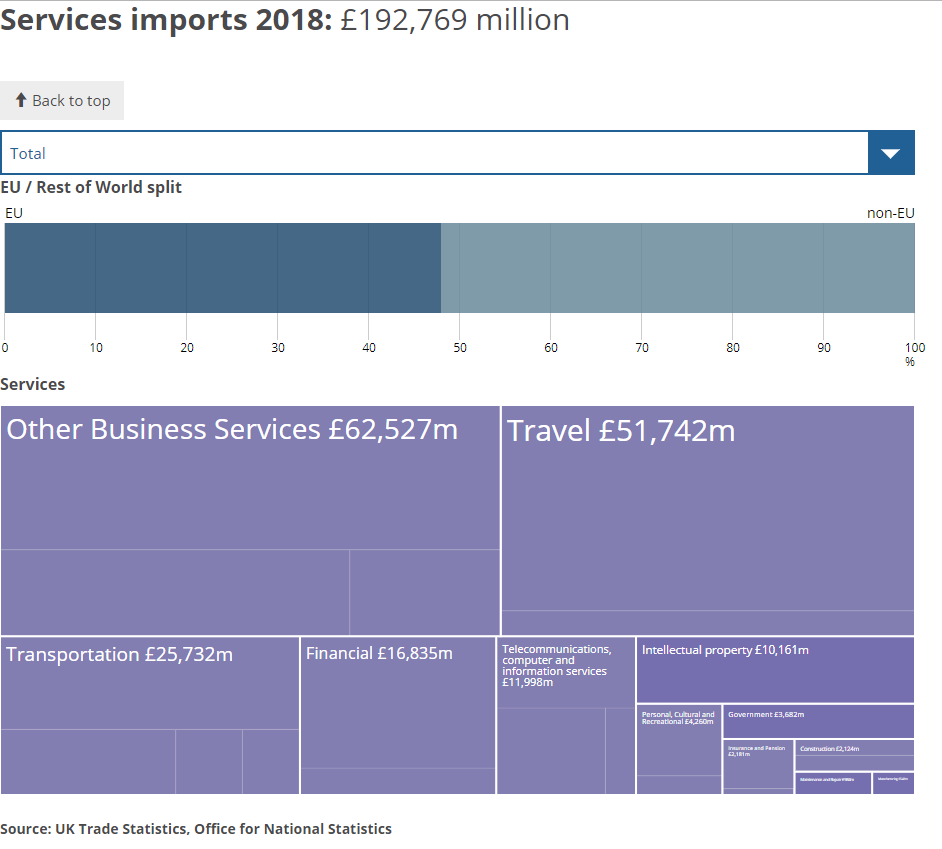 Services imports 2018: £192,769 million
Back to top
Total
EU / Rest of World split
EU
non-EU
0 10 20 30 40 50 60 70 80 90 100
%
Services
Other Business Services £62,527m
Travel £51,742m
Transportation £25,732m
Financial £16,835m
Telecommunications,
computer and
information services
£11,998m
Intellectual property £10,161m
Personal, Cultural and
Recreational £4,260m
Government £3,682m
Insurance and Pension
£2,181m
Construction £2,124m
Maintenance and Repair
Manufacturing
Source: UK Trade Statistics, Office for National Statistics